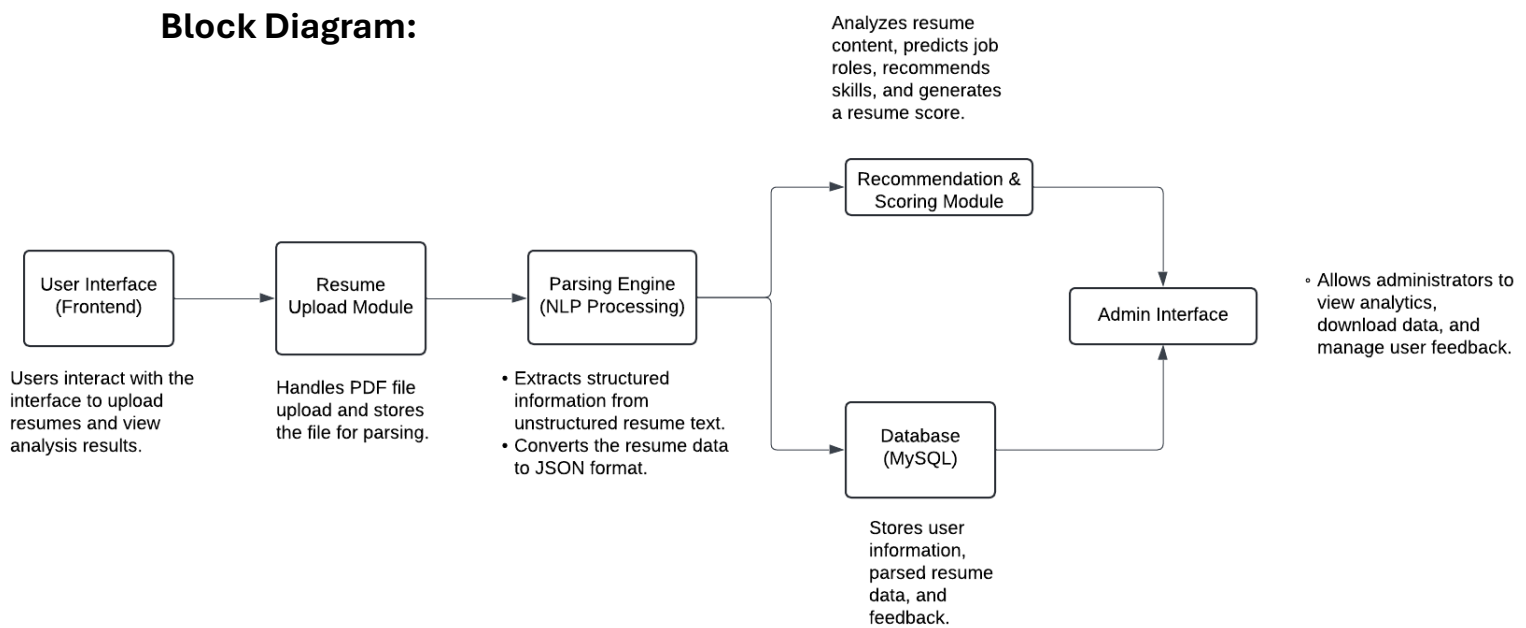 Block Diagram:
Analyzes resume
content, predicts job
roles, recommends
skills, and generates
a resume score.
Recommendation &
Scoring Module
User Interface
(Frontend)
Users interact with the
interface to upload
resumes and view
analysis results.
Resume
Upload Module
Handles PDF file
upload and stores
the file for parsing.
Parsing Engine
(NLP Processing)
• Extracts structured
information from
unstructured resume text.
• Converts the resume data
to JSON format.
Admin Interface
◦ Allows administrators to
view analytics,
download data, and
manage user feedback.
Database
(MySQL)
Stores user
information,
parsed resume
data, and
feedback.